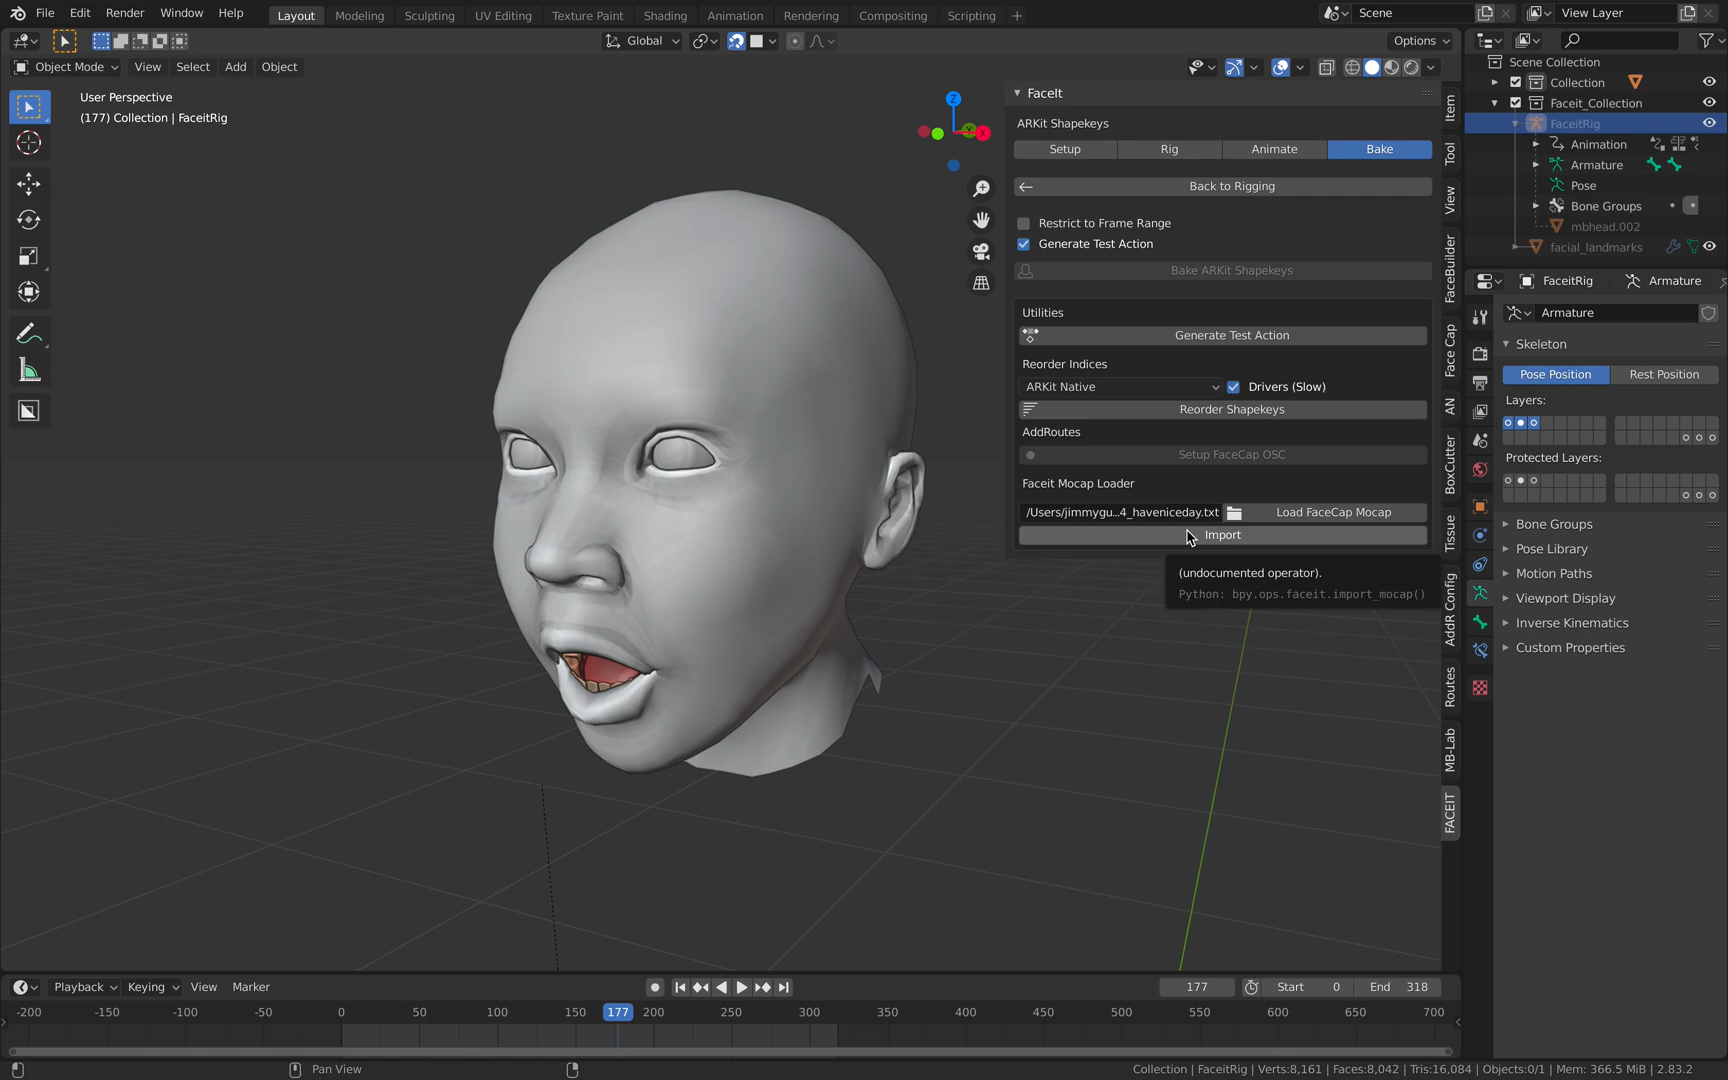 File Edit Render Window Help Layout Modeling Sculpting UV Editing Texture Paint Shading Animation Rendering Compositing Scripting + Scene View Layer
Global Options
Object Mode View Select Add Object
User Perspective
(177) Collection | FaceitRig
Z
Y
X
FaceIt
ARKit Shapekeys
Setup Rig Animate Bake
Back to Rigging
Restrict to Frame Range
Generate Test Action
Bake ARKit Shapekeys
Utilities
Generate Test Action
Reorder Indices
ARKit Native Drivers (Slow)
Reorder Shapekeys
AddRoutes
Setup FaceCap OSC
Faceit Mocap Loader
/Users/jimmygu...4_haveniceday.txt Load FaceCap Mocap
Import
(undocumented operator).
Python: bpy.ops.faceit.import_mocap()
Item
Tool
View
FaceBuilder
Face Cap
AN
BoxCutter
Tissue
AddR Config
Routes
MB-Lab
FACEIT
Scene Collection
Collection
Faceit_Collection
FaceitRig
Animation
Armature
Pose
Bone Groups
mbhead.002
facial_landmarks
FaceitRig Armature
Armature
Skeleton
Pose Position Rest Position
Layers:
Protected Layers:
Bone Groups
Pose Library
Motion Paths
Viewport Display
Inverse Kinematics
Custom Properties
Playback Keying View Marker 177 Start 0 End 318
-200 -150 -100 -50 0 50 100 150 177 200 250 300 350 400 450 500 550 600 650 700
Pan View Collection | FaceitRig | Verts:8,161 | Faces:8,042 | Tris:16,084 | Objects:0/1 | Mem: 366.5 MiB | 2.83.2